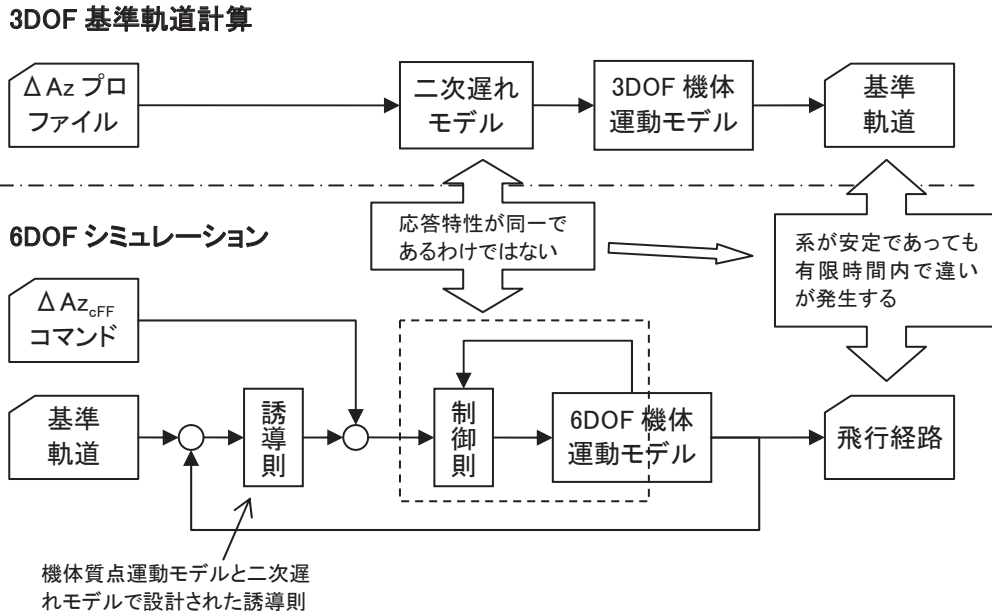 3DOF 基準軌道計算
Δ Az プロ
ファイル
二次遅れ
モデル
3DOF 機体
運動モデル
基準
軌道
応答特性が同一で
あるわけではない
系が安定であっても
有限時間内で違い
が発生する
6DOF シミュレーション
Δ Az_cFF
コマンド
基準
軌道
誘
導
則
制
御
則
6DOF 機体
運動モデル
飛行経路
機体質点運動モデルと二次遅
れモデルで設計された誘導則